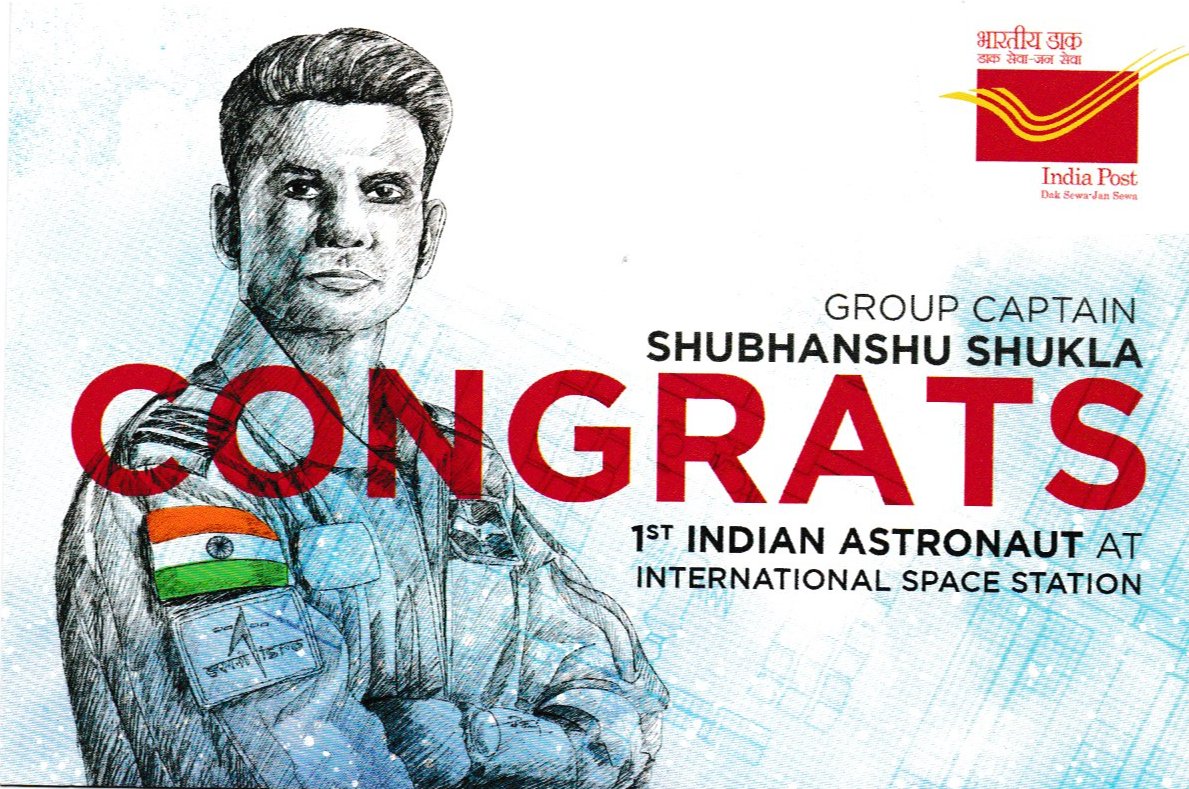 भारतीय डाक
डाक सेवा-जन सेवा
India Post
Dak Sewa-Jan Sewa
GROUP CAPTAIN
SHUBHANSHU SHUKLA
CONGRATS
1ST INDIAN ASTRONAUT AT
INTERNATIONAL SPACE STATION